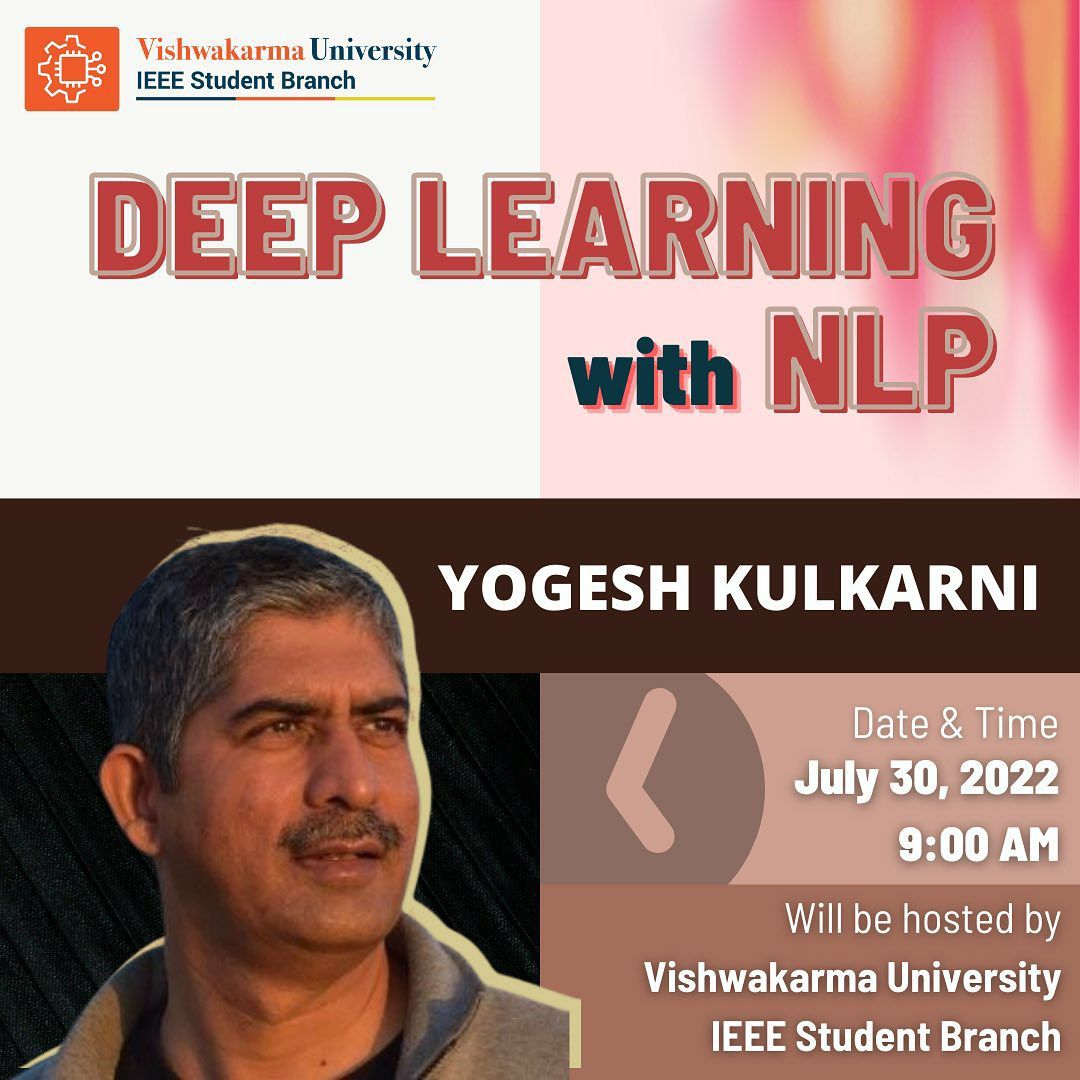 Vishwakarma University
IEEE Student Branch
DEEP LEARNING
with NLP
YOGESH KULKARNI
Date & Time
July 30, 2022
9:00 AM
Will be hosted by
Vishwakarma University
IEEE Student Branch